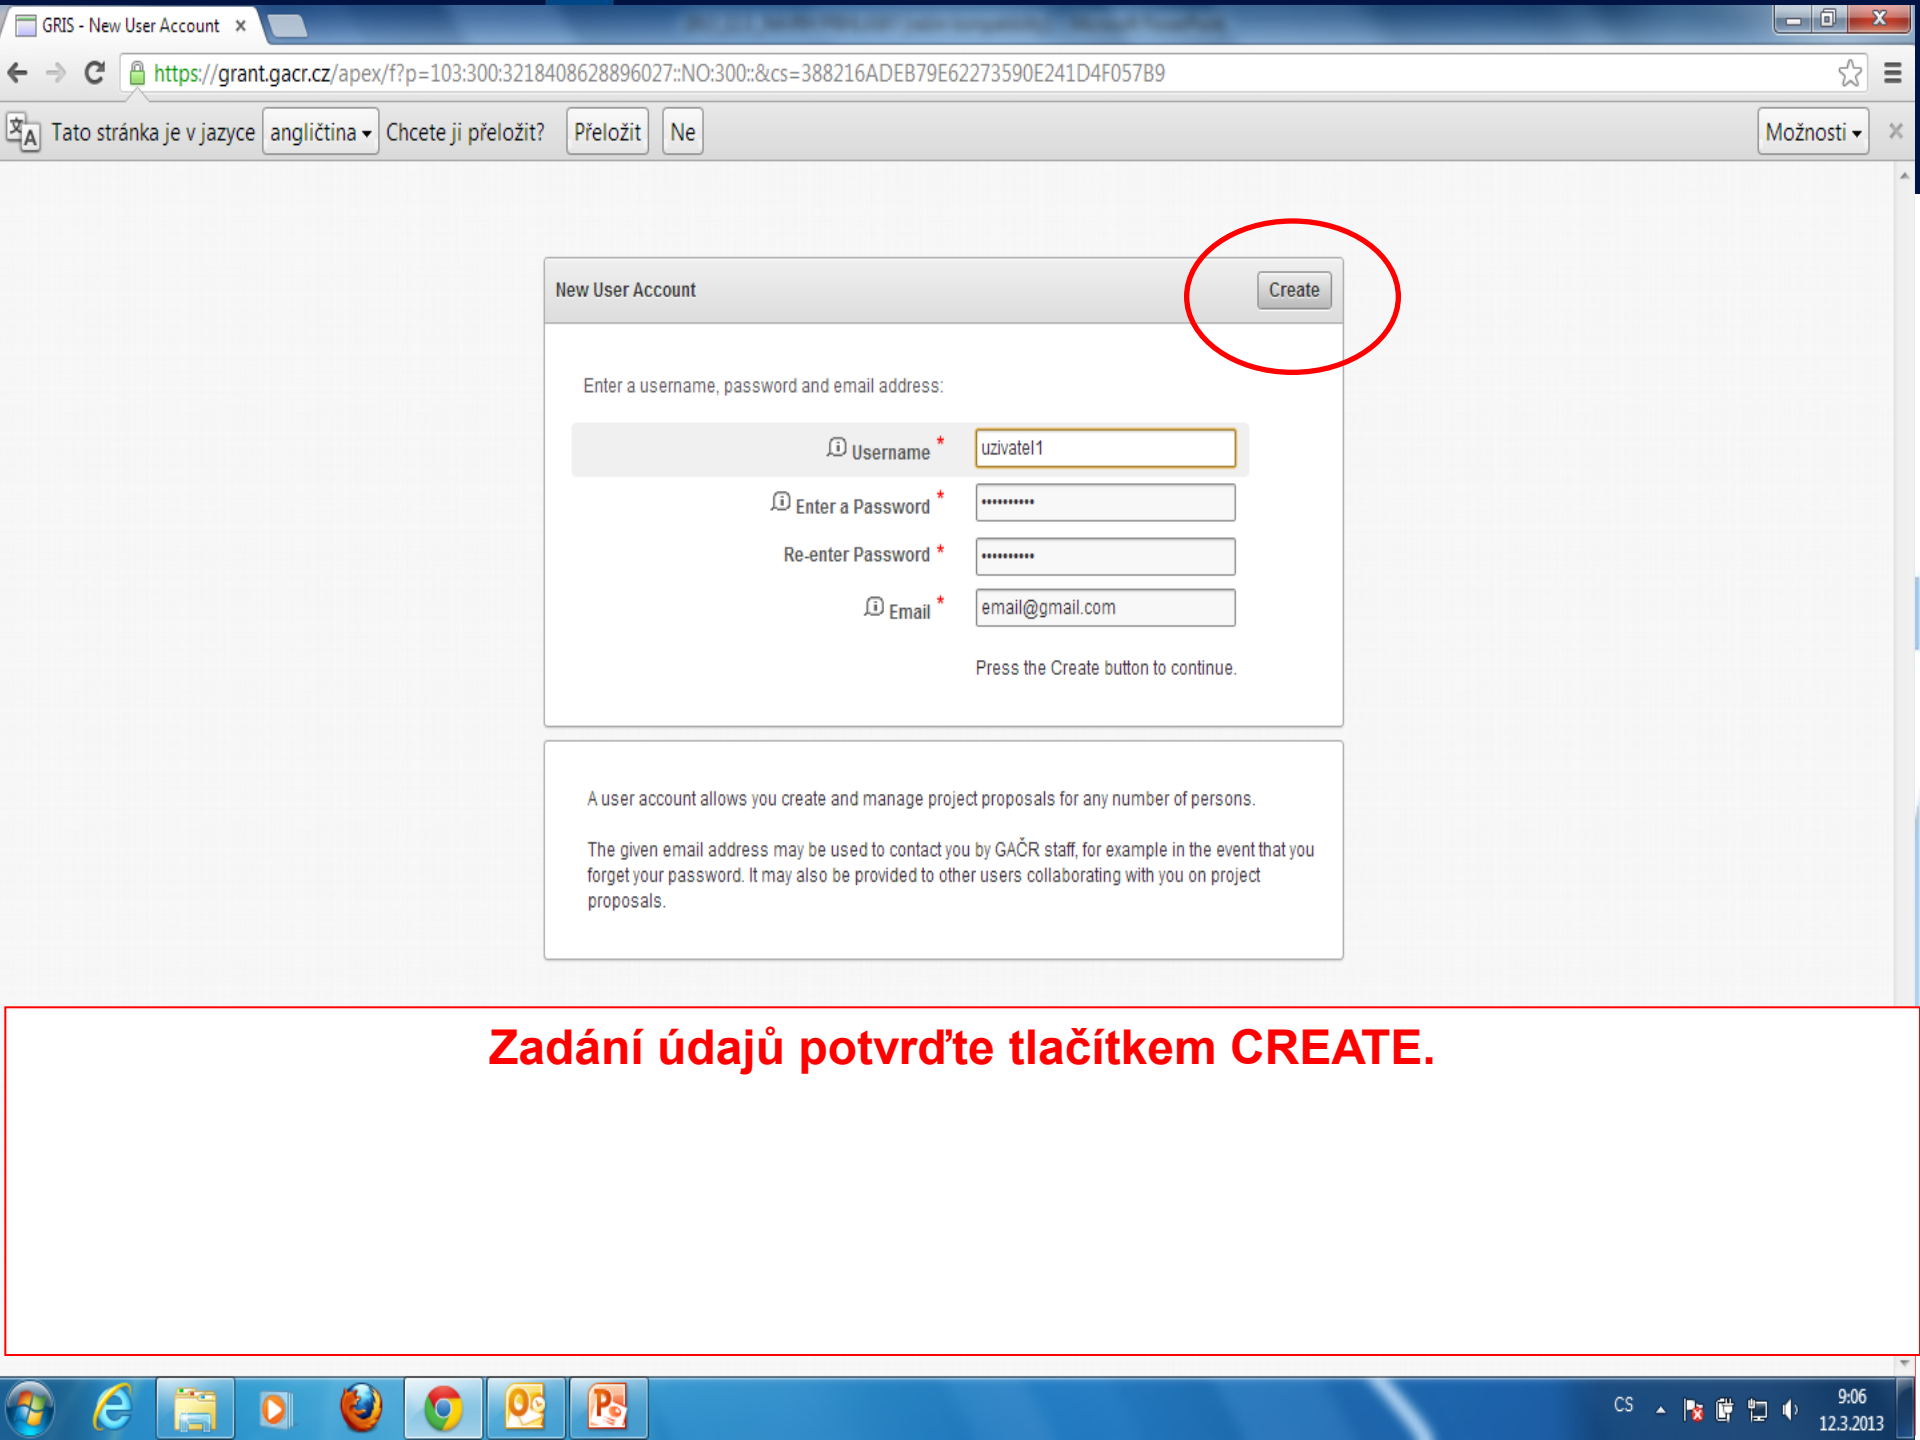 GRIS - New User Account
https://grant.gacr.cz/apex/f?p=103:300:3218408628896027::NO:300::&cs=388216ADEB79E62273590E241D4F057B9
Tato stránka je v jazyce angličtina Chcete ji přeložit? Přeložit Ne Možnosti
New User Account Create
Enter a username, password and email address:
Username * uzivatel1
Enter a Password * ••••••••••
Re-enter Password * ••••••••••
Email * email@gmail.com
Press the Create button to continue.
A user account allows you create and manage project proposals for any number of persons.
The given email address may be used to contact you by GAČR staff, for example in the event that you
forget your password. It may also be provided to other users collaborating with you on project
proposals.
Zadání údajů potvrďte tlačítkem CREATE.
CS
9:06
12.3.2013